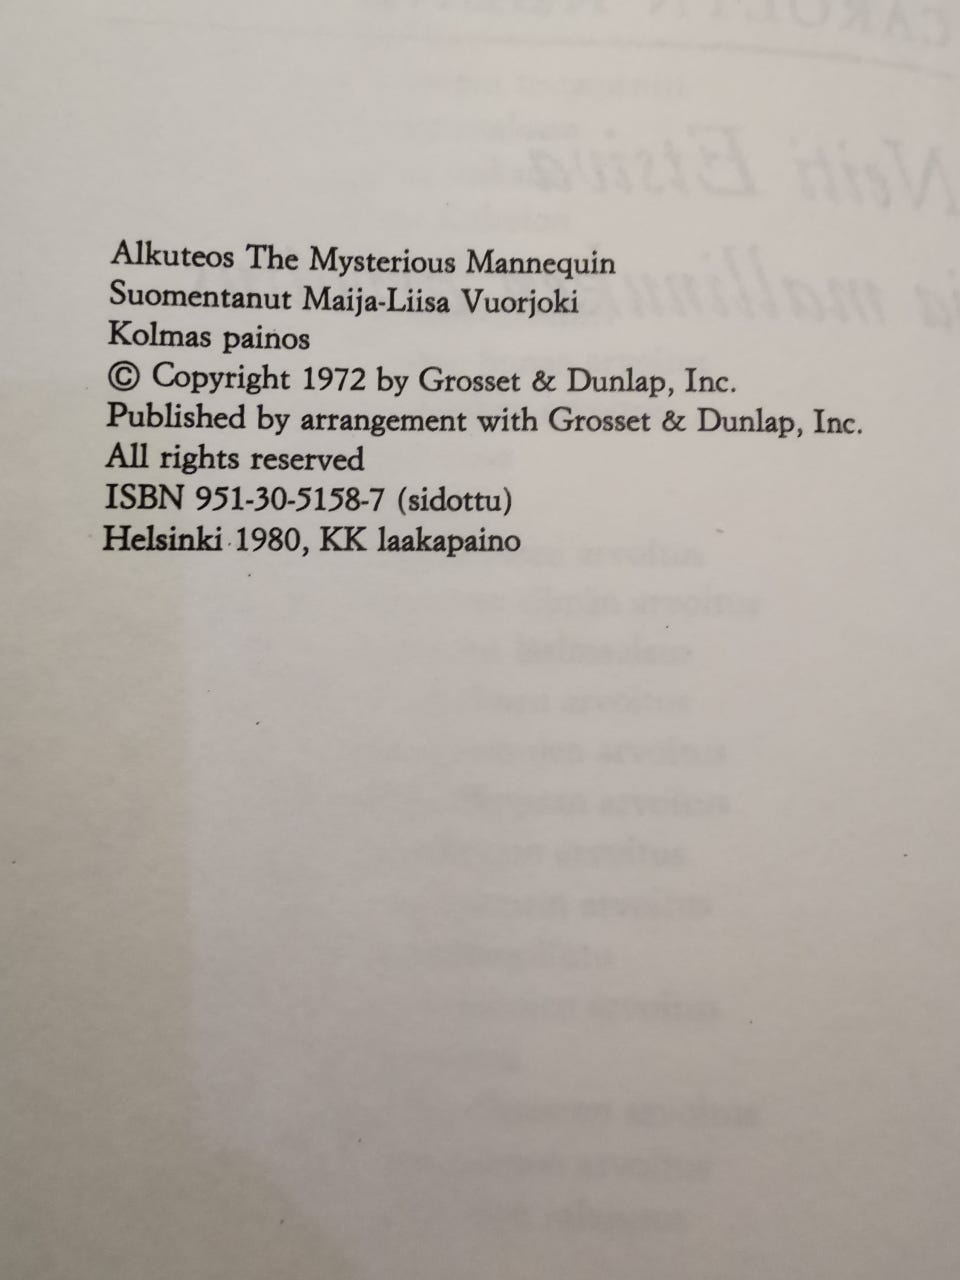 Alkuteos The Mysterious Mannequin
Suomentanut Maija-Liisa Vuorjoki
Kolmas painos
© Copyright 1972 by Grosset & Dunlap, Inc.
Published by arrangement with Grosset & Dunlap, Inc.
All rights reserved
ISBN 951-30-5158-7 (sidottu)
Helsinki 1980, KK laakapaino